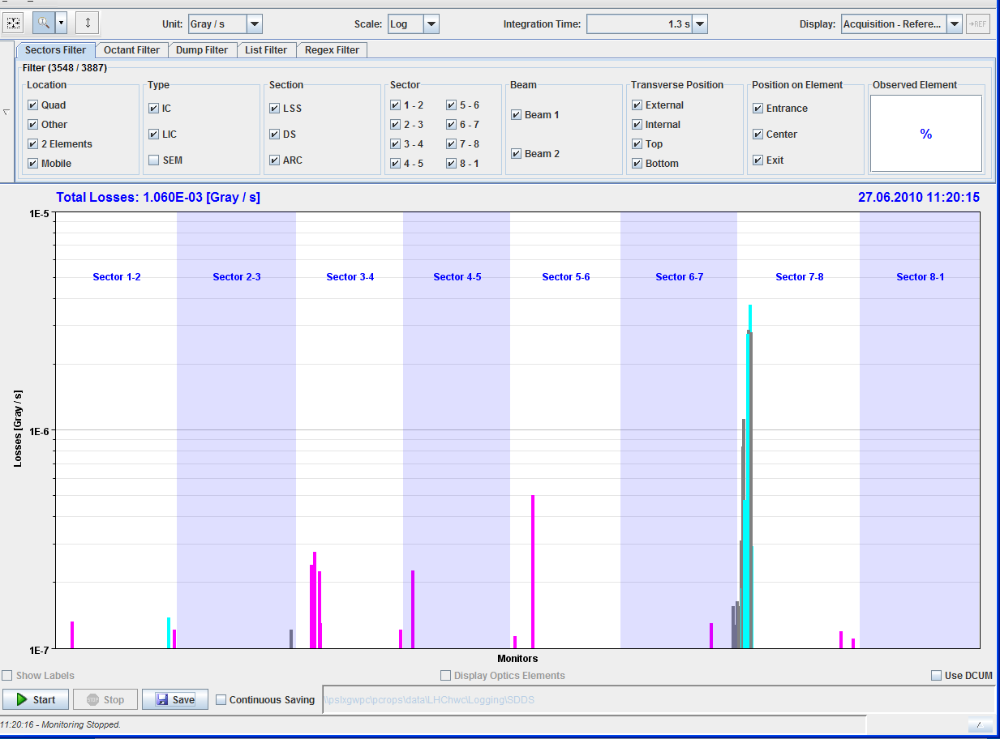 Unit: Gray / s Scale: Log Integration Time: 1.3 s Display: Acquisition - Refere... →REF
Sectors Filter Octant Filter Dump Filter List Filter Regex Filter
Filter (3548 / 3887)
Location Type Section Sector Beam Transverse Position Position on Element Observed Element
Quad IC LSS 1 - 2 5 - 6 Beam 1 External Entrance %
Other LIC DS 2 - 3 6 - 7 Beam 2 Internal Center
2 Elements SEM ARC 3 - 4 7 - 8 Top Exit
Mobile 4 - 5 8 - 1 Bottom
Total Losses: 1.060E-03 [Gray / s] 27.06.2010 11:20:15
1E-5
Sector 1-2 Sector 2-3 Sector 3-4 Sector 4-5 Sector 5-6 Sector 6-7 Sector 7-8 Sector 8-1
Losses [Gray / s]
1E-6
1E-7
Monitors
Show Labels Display Optics Elements Use DCUM
Start STOP Stop Save Continuous Saving \\pslxgwpc\pcrops\data\LHChwc\Logging\SDDS
11:20:16 - Monitoring Stopped.